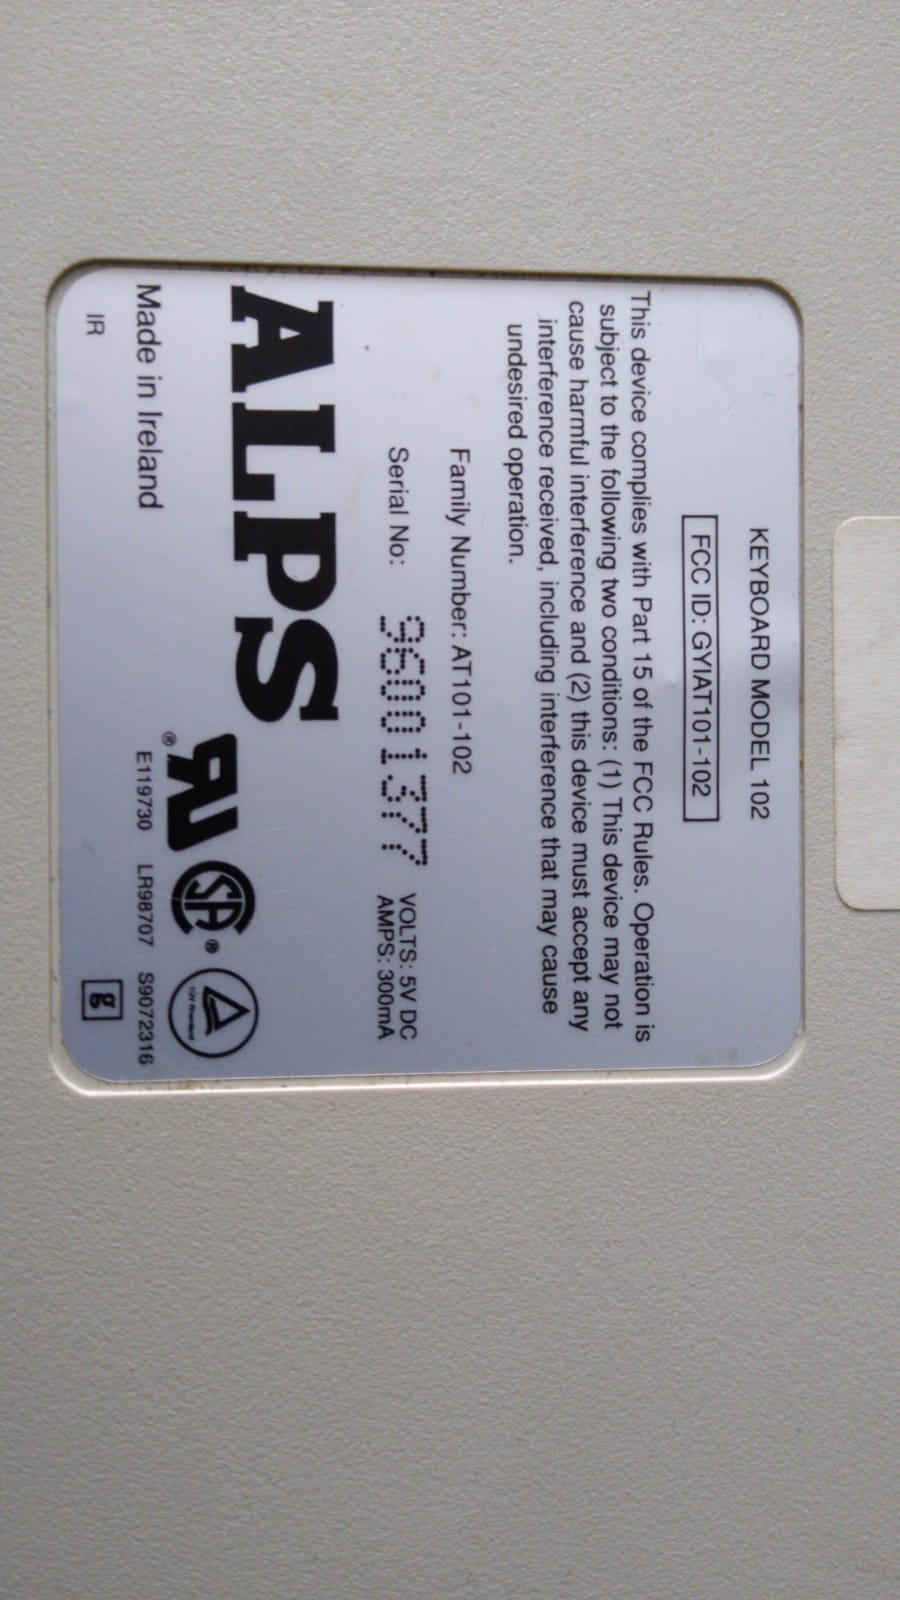 KEYBOARD MODEL 102
FCC ID: GYIAT101-102
This device complies with Part 15 of the FCC Rules. Operation is
subject to the following two conditions: (1) This device may not
cause harmful interference and (2) this device must accept any
interference received, including interference that may cause
undesired operation.
Family Number: AT101-102
Serial No: 96001377
VOLTS: 5V DC
AMPS: 300mA
ALPS
RU ®
SA ®
Made in Ireland
E119730 LR98707 S9072316
IR
g